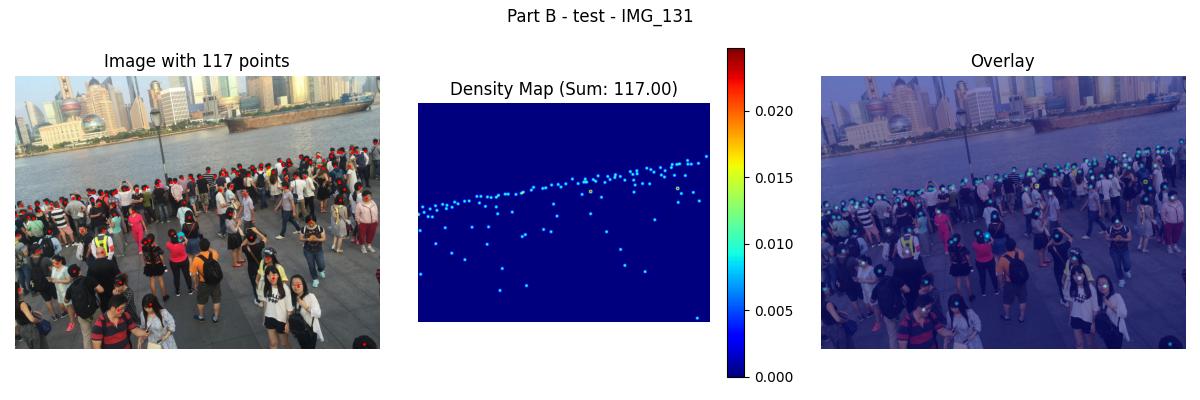 Part B - test - IMG_131
Image with 117 points
Density Map (Sum: 117.00)
Overlay
0.020
0.015
0.010
0.005
0.000